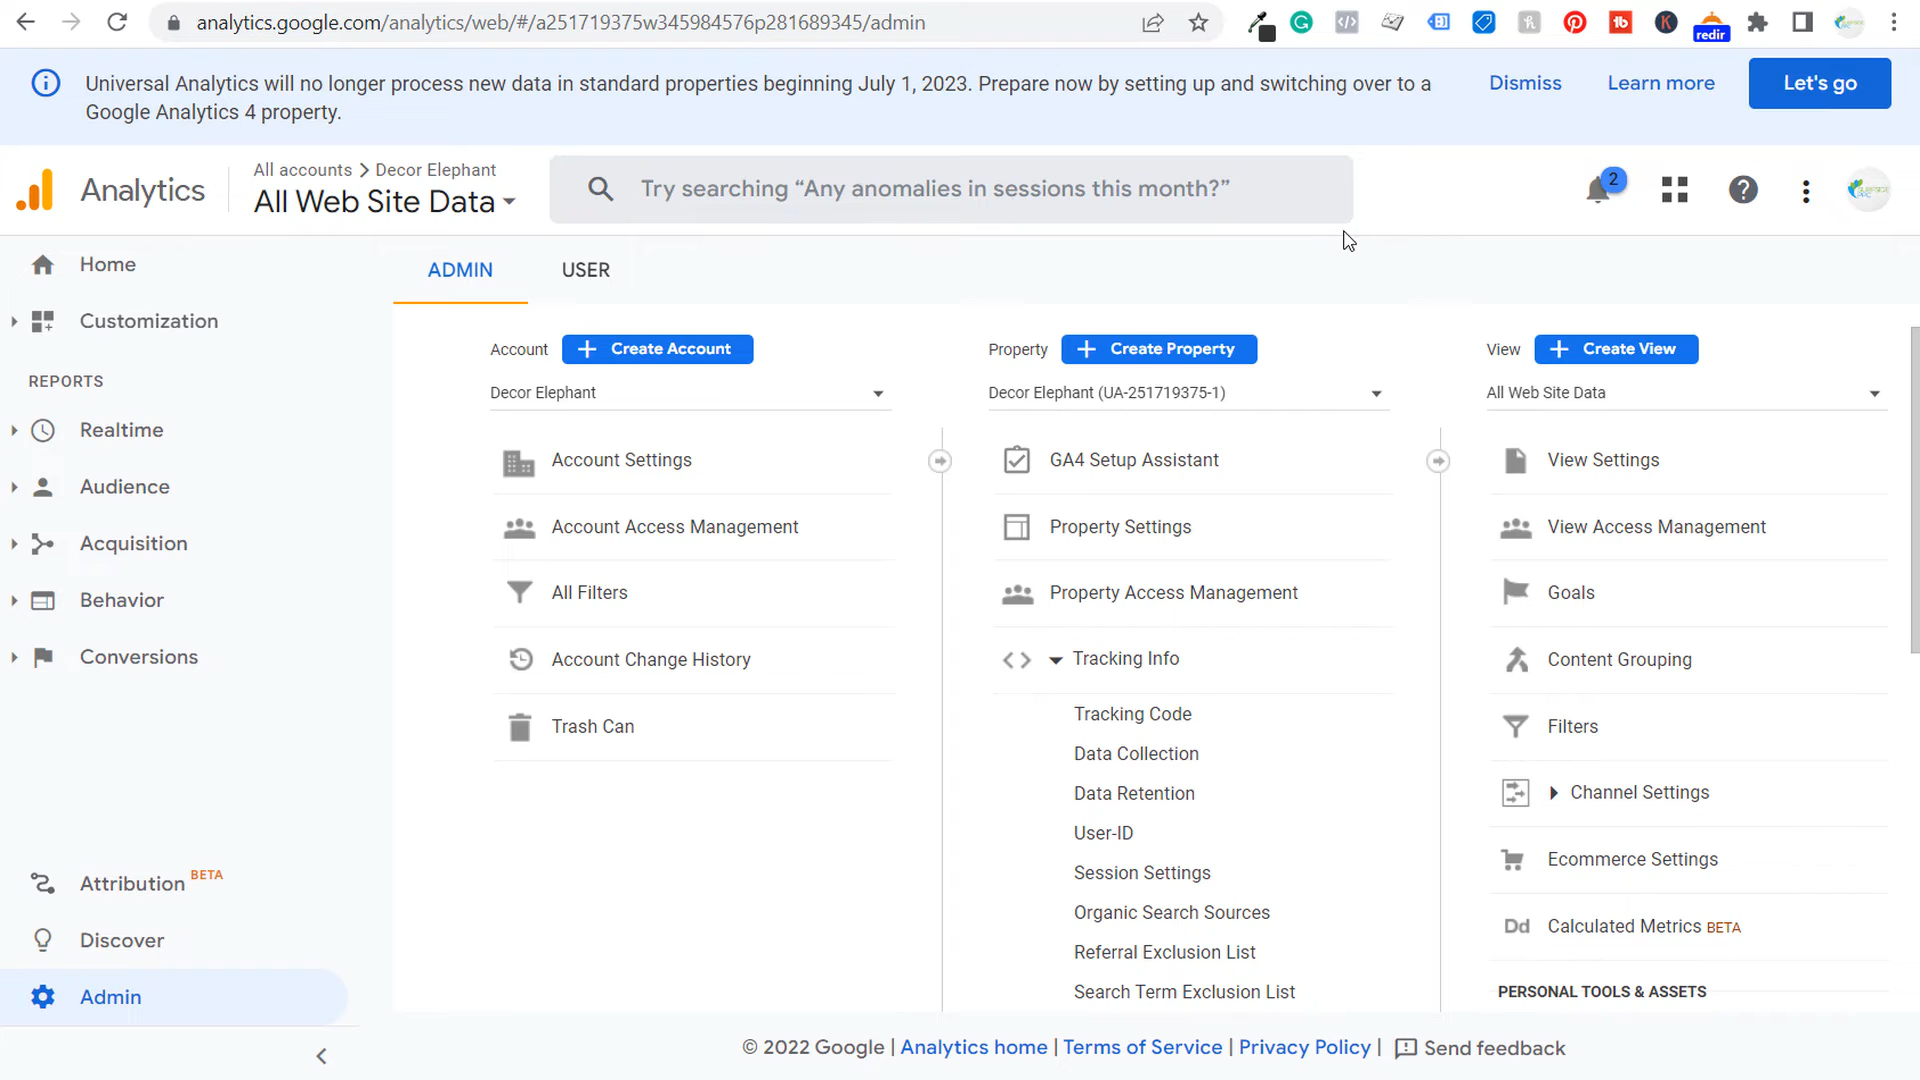 analytics.google.com/analytics/web/#/a251719375w345984576p281689345/admin
redir
Universal Analytics will no longer process new data in standard properties beginning July 1, 2023. Prepare now by setting up and switching over to a
Google Analytics 4 property.
Dismiss
Learn more
Let's go
Analytics
All accounts > Decor Elephant
All Web Site Data
Try searching “Any anomalies in sessions this month?”
2
Home
Customization
REPORTS
Realtime
Audience
Acquisition
Behavior
Conversions
Attribution BETA
Discover
Admin
ADMIN
USER
Account
+ Create Account
Decor Elephant
Account Settings
Account Access Management
All Filters
Account Change History
Trash Can
Property
+ Create Property
Decor Elephant (UA-251719375-1)
GA4 Setup Assistant
Property Settings
Property Access Management
Tracking Info
Tracking Code
Data Collection
Data Retention
User-ID
Session Settings
Organic Search Sources
Referral Exclusion List
Search Term Exclusion List
View
+ Create View
All Web Site Data
View Settings
View Access Management
Goals
Content Grouping
Filters
Channel Settings
Ecommerce Settings
Dd Calculated Metrics BETA
PERSONAL TOOLS & ASSETS
© 2022 Google | Analytics home | Terms of Service | Privacy Policy | Send feedback